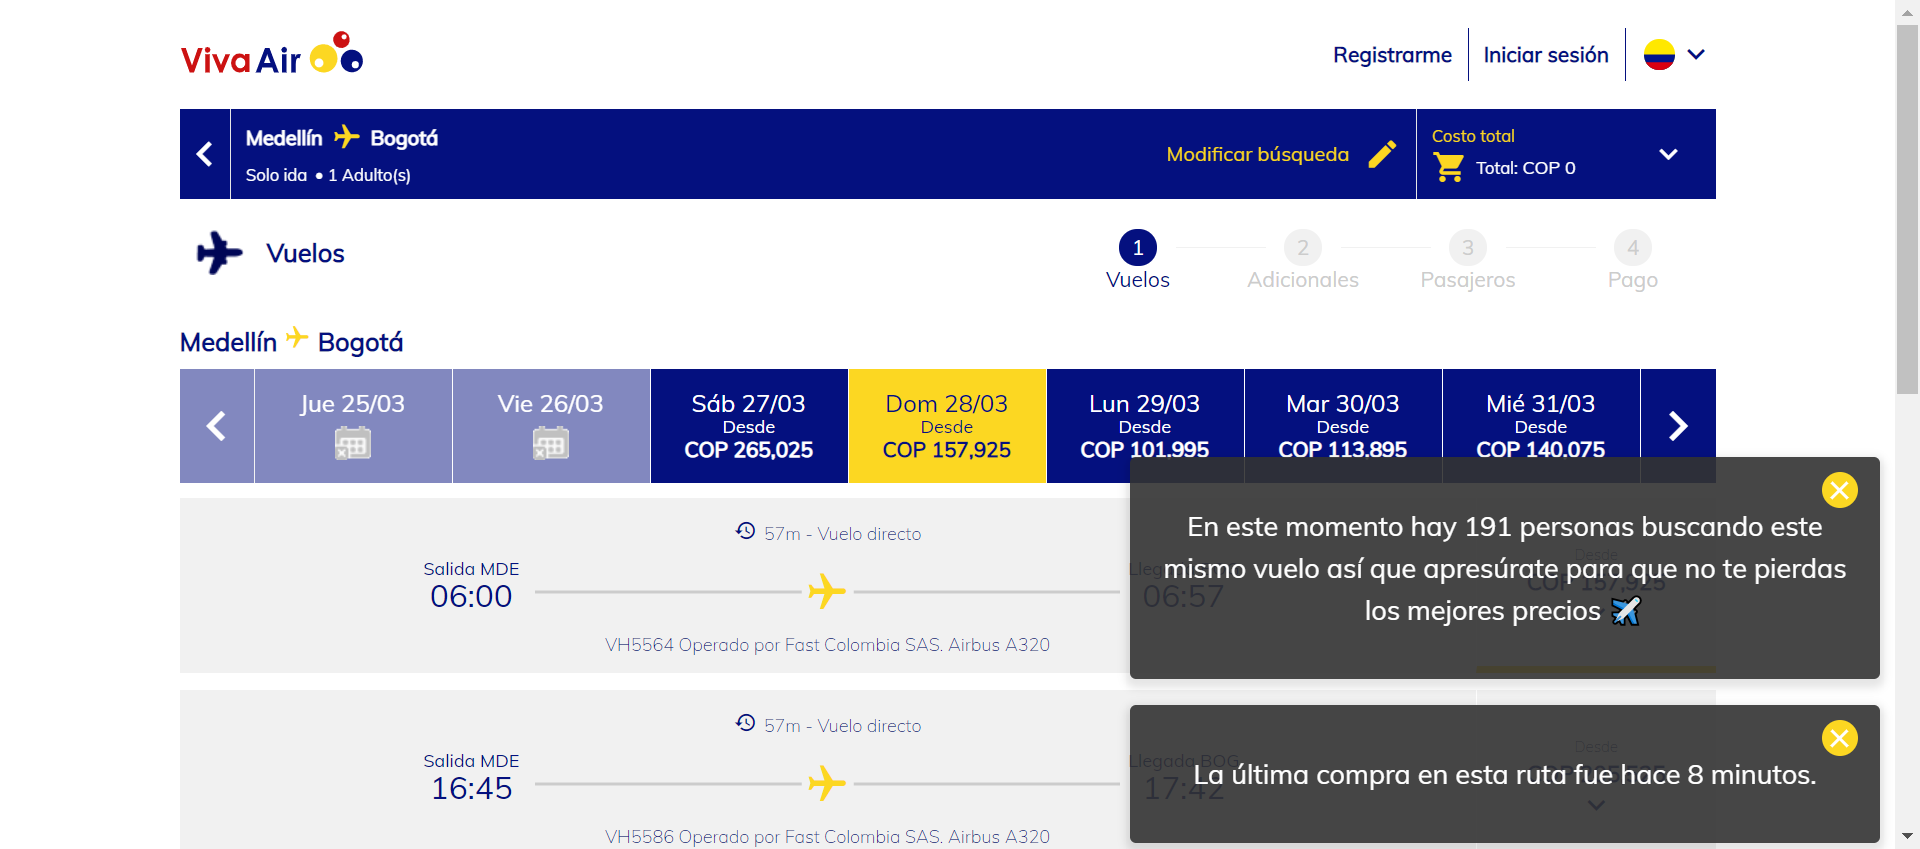 Viva Air
Registrarme
Iniciar sesión
Medellín Bogotá
Solo ida • 1 Adulto(s)
Modificar búsqueda
Costo total
Total: COP 0
Vuelos
1
Vuelos
2
Adicionales
3
Pasajeros
4
Pago
Medellín Bogotá
Jue 25/03
Vie 26/03
Sáb 27/03
Desde
COP 265,025
Dom 28/03
Desde
COP 157,925
Lun 29/03
Desde
COP 101,995
Mar 30/03
Desde
COP 113,895
Mié 31/03
Desde
COP 140,075
57m - Vuelo directo
Salida MDE
06:00
06:57
Desde
COP 157,925
VH5564 Operado por Fast Colombia SAS. Airbus A320
En este momento hay 191 personas buscando este
mismo vuelo así que apresúrate para que no te pierdas
los mejores precios
57m - Vuelo directo
Salida MDE
16:45
Llegada BOG
17:42
Desde
VH5586 Operado por Fast Colombia SAS. Airbus A320
La última compra en esta ruta fue hace 8 minutos.